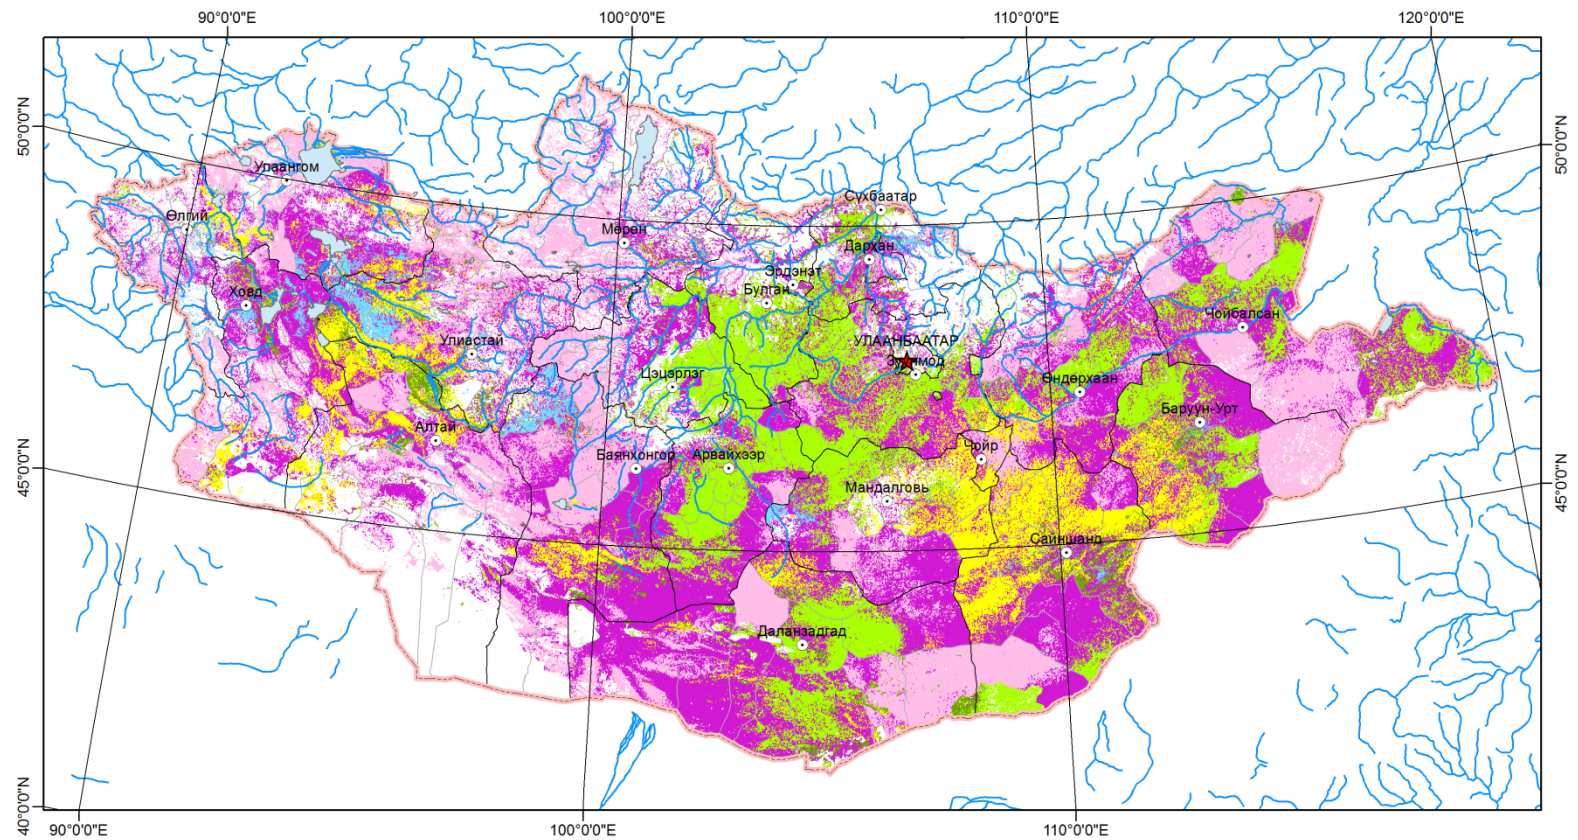 90°0'0"E
100°0'0"E
110°0'0"E
120°0'0"E
50°0'0"N
50°0'0"N
Улаангом
Өлгий
Сүхбаатар
Мөрөн
Дархан
Эрдэнэт
Булган
Ховд
Чойбалсан
Улиастай
УЛААНБААТАР
Зуунмод
Цэцэрлэг
Өндөрхаан
Баруун-Урт
Алтай
Чойр
Баянхонгор
Арвайхээр
45°0'0"N
45°0'0"N
Мандалговь
Сайншанд
Даланзадгад
40°0'0"N
90°0'0"E
100°0'0"E
110°0'0"E